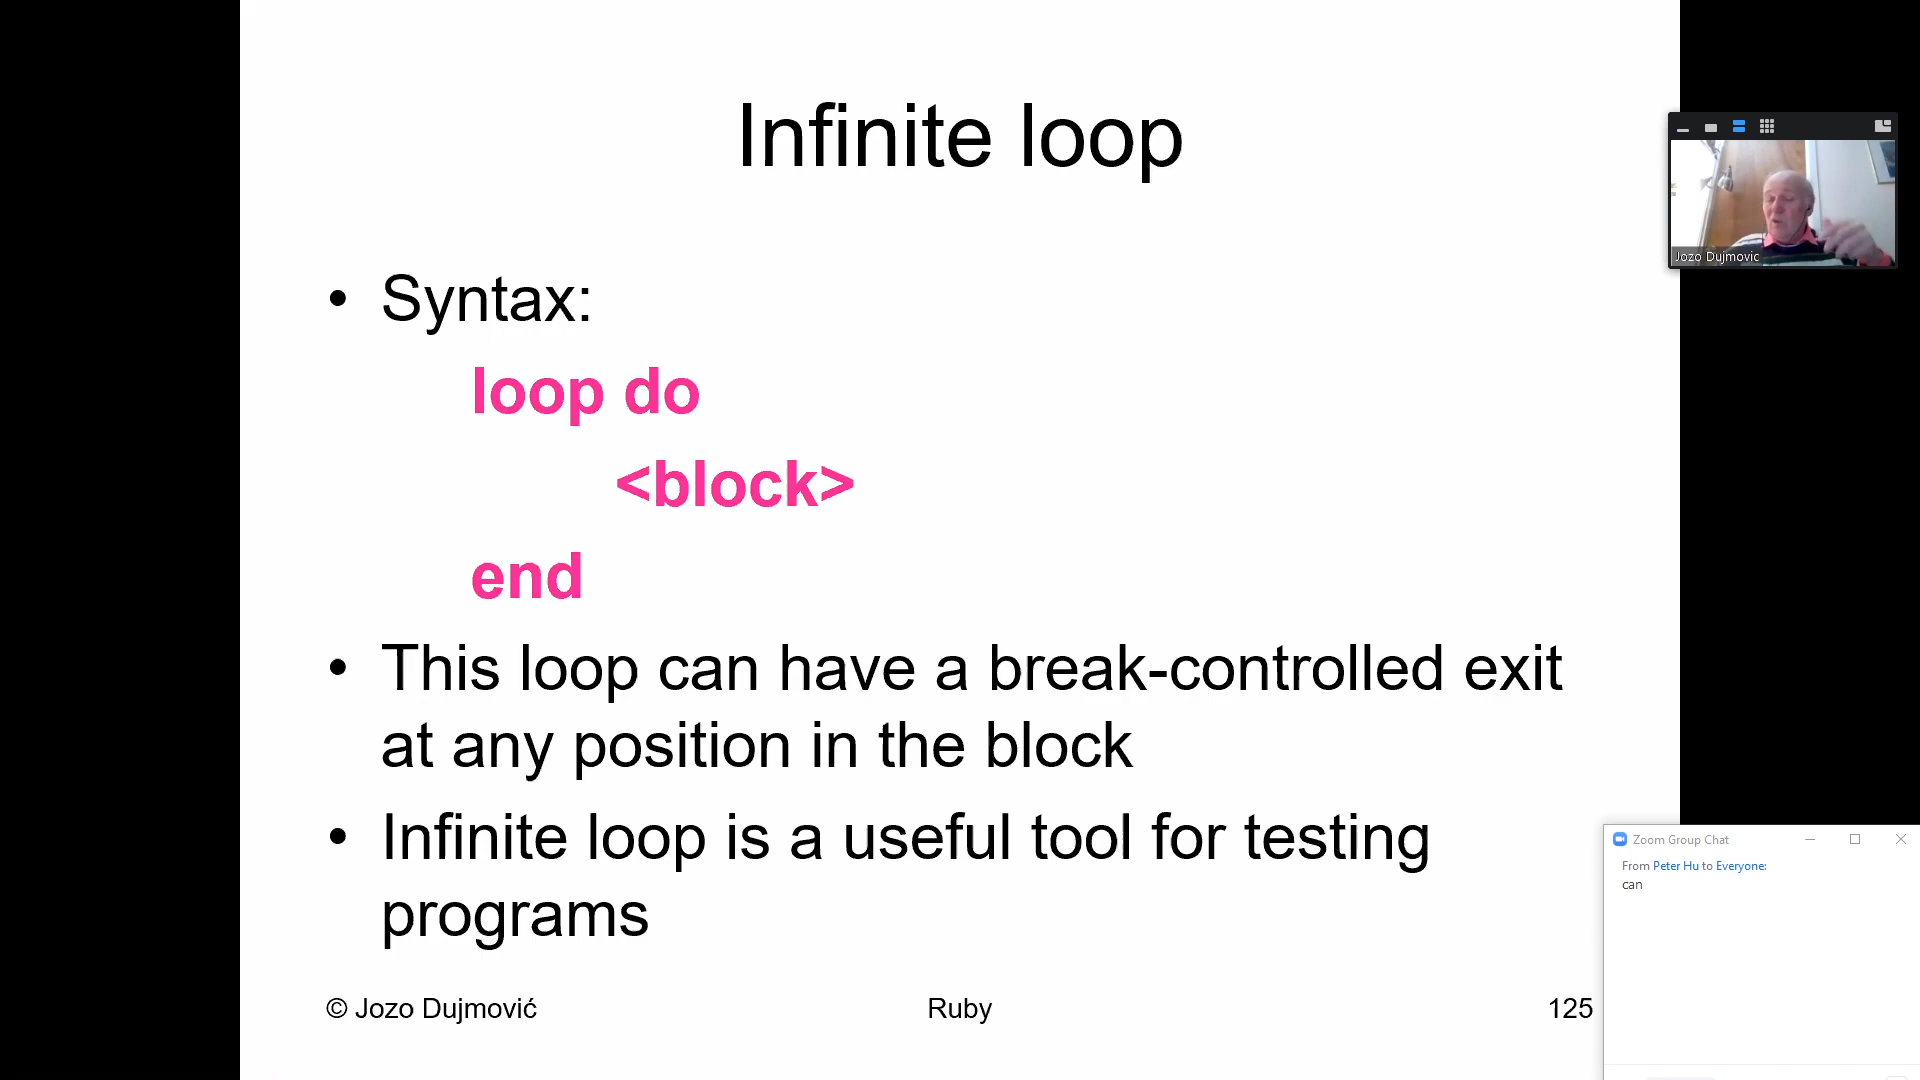 Infinite loop
• Syntax:
loop do
<block>
end
• This loop can have a break-controlled exit
at any position in the block
• Infinite loop is a useful tool for testing
programs
© Jozo Dujmović
Ruby
125
Jozo Dujmovic
Zoom Group Chat
From Peter Hu to Everyone:
can